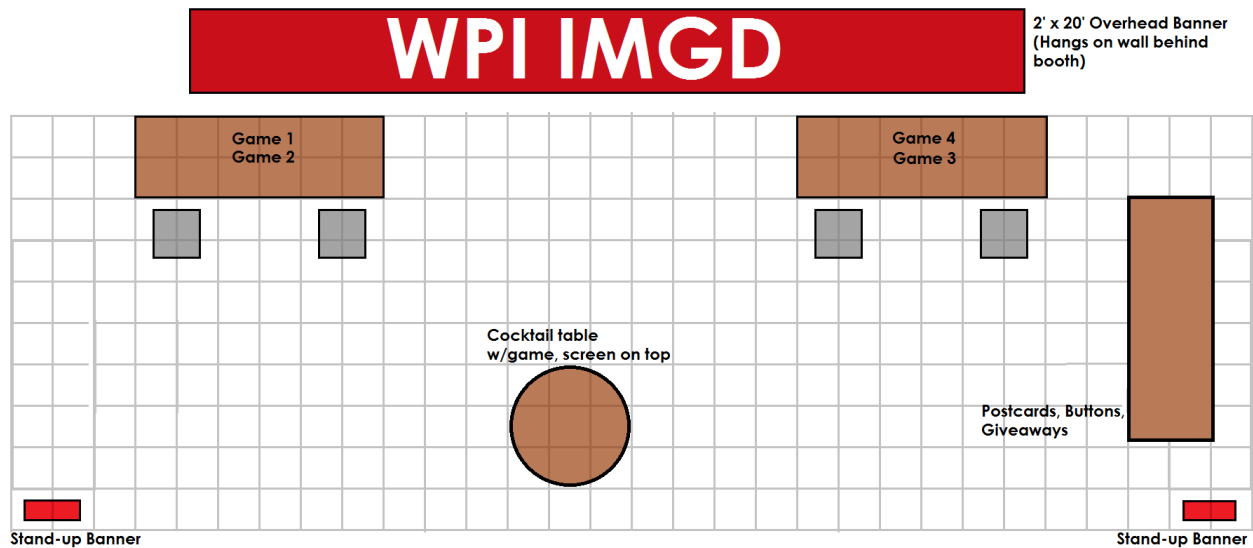 WPI IMGD
2' x 20' Overhead Banner
(Hangs on wall behind
booth)
Game 1
Game 2
Game 4
Game 3
Cocktail table
w/game, screen on top
Postcards, Buttons,
Giveaways
Stand-up Banner
Stand-up Banner